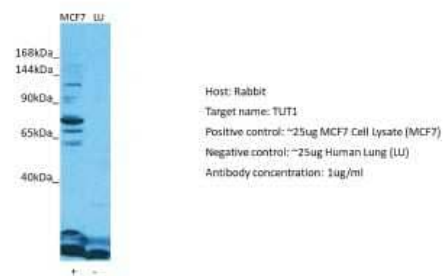 MCF7 LU
168kDa_
144kDa_
90kDa_
65kDa_
40kDa_
+ -
Host: Rabbit
Target name: TUT1
Positive control: ~25ug MCF7 Cell Lysate (MCF7)
Negative control: ~25ug Human Lung (LU)
Antibody concentration: 1ug/ml